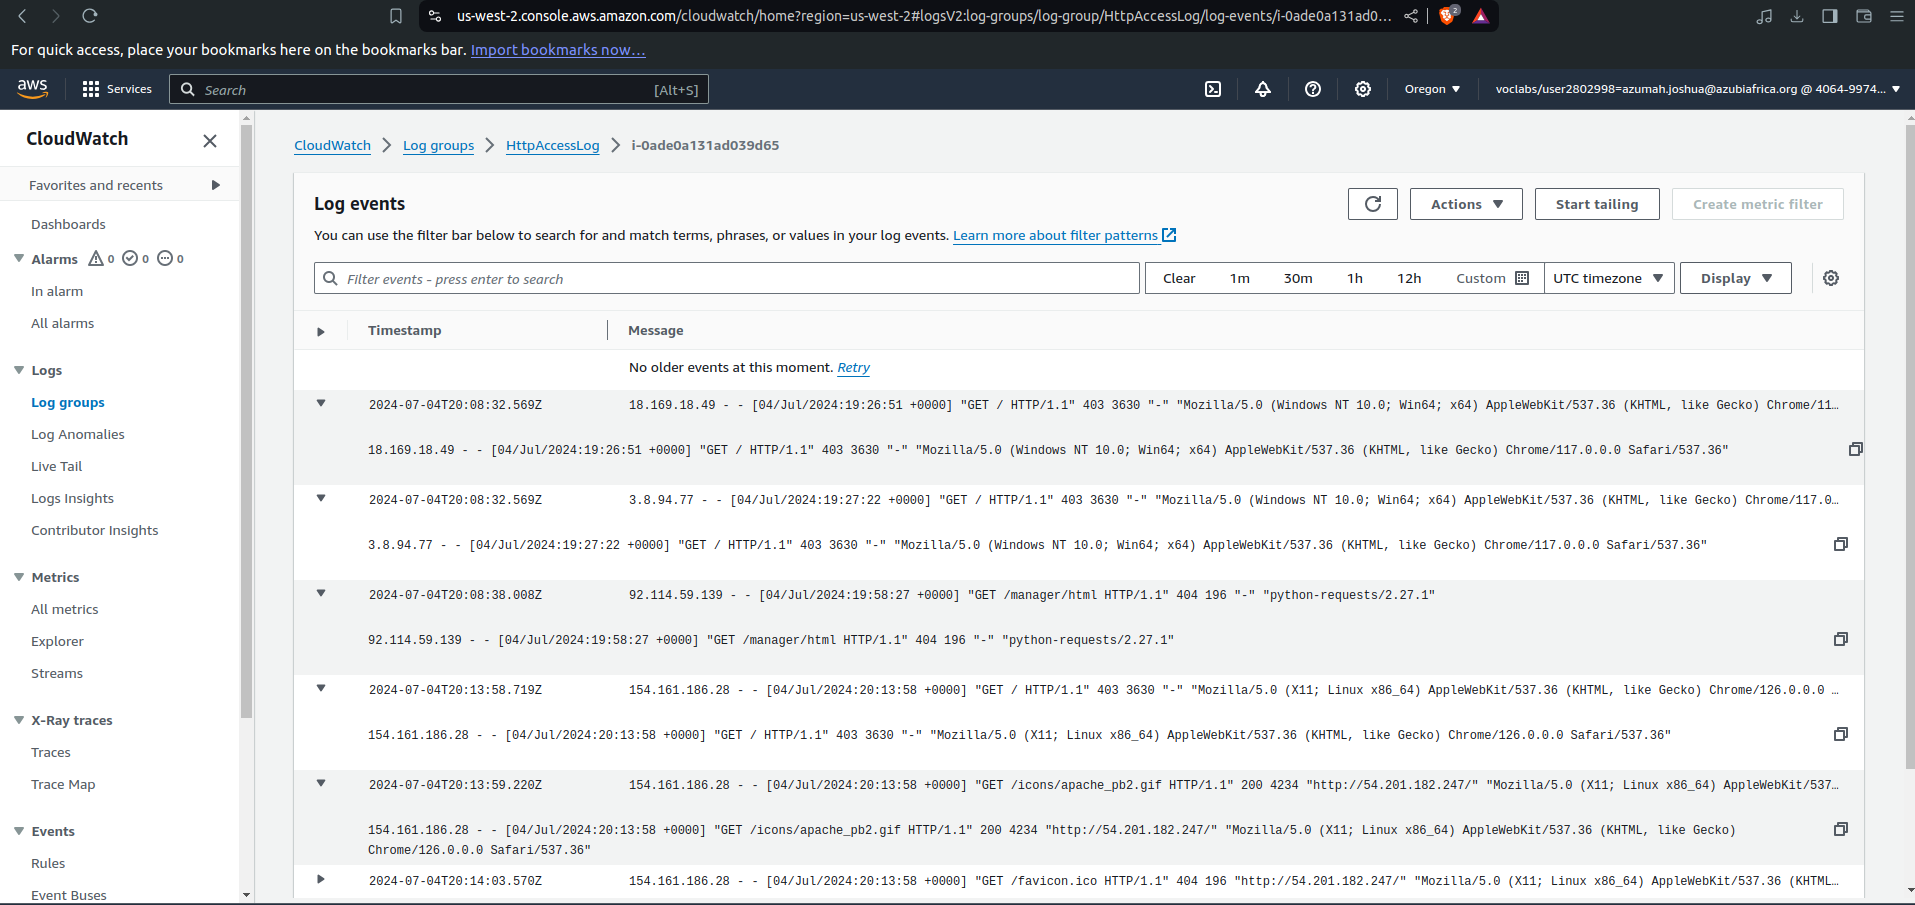 us-west-2.console.aws.amazon.com/cloudwatch/home?region=us-west-2#logsV2:log-groups/log-group/HttpAccessLog/log-events/i-0ade0a131ad0...
2
For quick access, place your bookmarks here on the bookmarks bar. Import bookmarks now...
aws
Services
Search
[Alt+S]
Oregon
voclabs/user2802998=azumah.joshua@azubiafrica.org @ 4064-9974...
CloudWatch
Favorites and recents
Dashboards
Alarms 0 0 0
In alarm
All alarms
Logs
Log groups
Log Anomalies
Live Tail
Logs Insights
Contributor Insights
Metrics
All metrics
Explorer
Streams
X-Ray traces
Traces
Trace Map
Events
Rules
Event Buses
CloudWatch
Log groups
HttpAccessLog
i-0ade0a131ad039d65
Log events
Actions
Start tailing
Create metric filter
You can use the filter bar below to search for and match terms, phrases, or values in your log events. Learn more about filter patterns
Filter events - press enter to search
Clear
1m
30m
1h
12h
Custom
UTC timezone
Display
Timestamp
Message
No older events at this moment. Retry
2024-07-04T20:08:32.569Z 18.169.18.49 - - [04/Jul/2024:19:26:51 +0000] "GET / HTTP/1.1" 403 3630 "-" "Mozilla/5.0 (Windows NT 10.0; Win64; x64) AppleWebKit/537.36 (KHTML, like Gecko) Chrome/11...
18.169.18.49 - - [04/Jul/2024:19:26:51 +0000] "GET / HTTP/1.1" 403 3630 "-" "Mozilla/5.0 (Windows NT 10.0; Win64; x64) AppleWebKit/537.36 (KHTML, like Gecko) Chrome/117.0.0.0 Safari/537.36"
2024-07-04T20:08:32.569Z 3.8.94.77 - - [04/Jul/2024:19:27:22 +0000] "GET / HTTP/1.1" 403 3630 "-" "Mozilla/5.0 (Windows NT 10.0; Win64; x64) AppleWebKit/537.36 (KHTML, like Gecko) Chrome/117.0...
3.8.94.77 - - [04/Jul/2024:19:27:22 +0000] "GET / HTTP/1.1" 403 3630 "-" "Mozilla/5.0 (Windows NT 10.0; Win64; x64) AppleWebKit/537.36 (KHTML, like Gecko) Chrome/117.0.0.0 Safari/537.36"
2024-07-04T20:08:38.008Z 92.114.59.139 - - [04/Jul/2024:19:58:27 +0000] "GET /manager/html HTTP/1.1" 404 196 "-" "python-requests/2.27.1"
92.114.59.139 - - [04/Jul/2024:19:58:27 +0000] "GET /manager/html HTTP/1.1" 404 196 "-" "python-requests/2.27.1"
2024-07-04T20:13:58.719Z 154.161.186.28 - - [04/Jul/2024:20:13:58 +0000] "GET / HTTP/1.1" 403 3630 "-" "Mozilla/5.0 (X11; Linux x86_64) AppleWebKit/537.36 (KHTML, like Gecko) Chrome/126.0.0.0 ...
154.161.186.28 - - [04/Jul/2024:20:13:58 +0000] "GET / HTTP/1.1" 403 3630 "-" "Mozilla/5.0 (X11; Linux x86_64) AppleWebKit/537.36 (KHTML, like Gecko) Chrome/126.0.0.0 Safari/537.36"
2024-07-04T20:13:59.220Z 154.161.186.28 - - [04/Jul/2024:20:13:58 +0000] "GET /icons/apache_pb2.gif HTTP/1.1" 200 4234 "http://54.201.182.247/" "Mozilla/5.0 (X11; Linux x86_64) AppleWebKit/537...
154.161.186.28 - - [04/Jul/2024:20:13:58 +0000] "GET /icons/apache_pb2.gif HTTP/1.1" 200 4234 "http://54.201.182.247/" "Mozilla/5.0 (X11; Linux x86_64) AppleWebKit/537.36 (KHTML, like Gecko)
Chrome/126.0.0.0 Safari/537.36"
2024-07-04T20:14:03.570Z 154.161.186.28 - - [04/Jul/2024:20:13:58 +0000] "GET /favicon.ico HTTP/1.1" 404 196 "http://54.201.182.247/" "Mozilla/5.0 (X11; Linux x86_64) AppleWebKit/537.36 (KHTML...